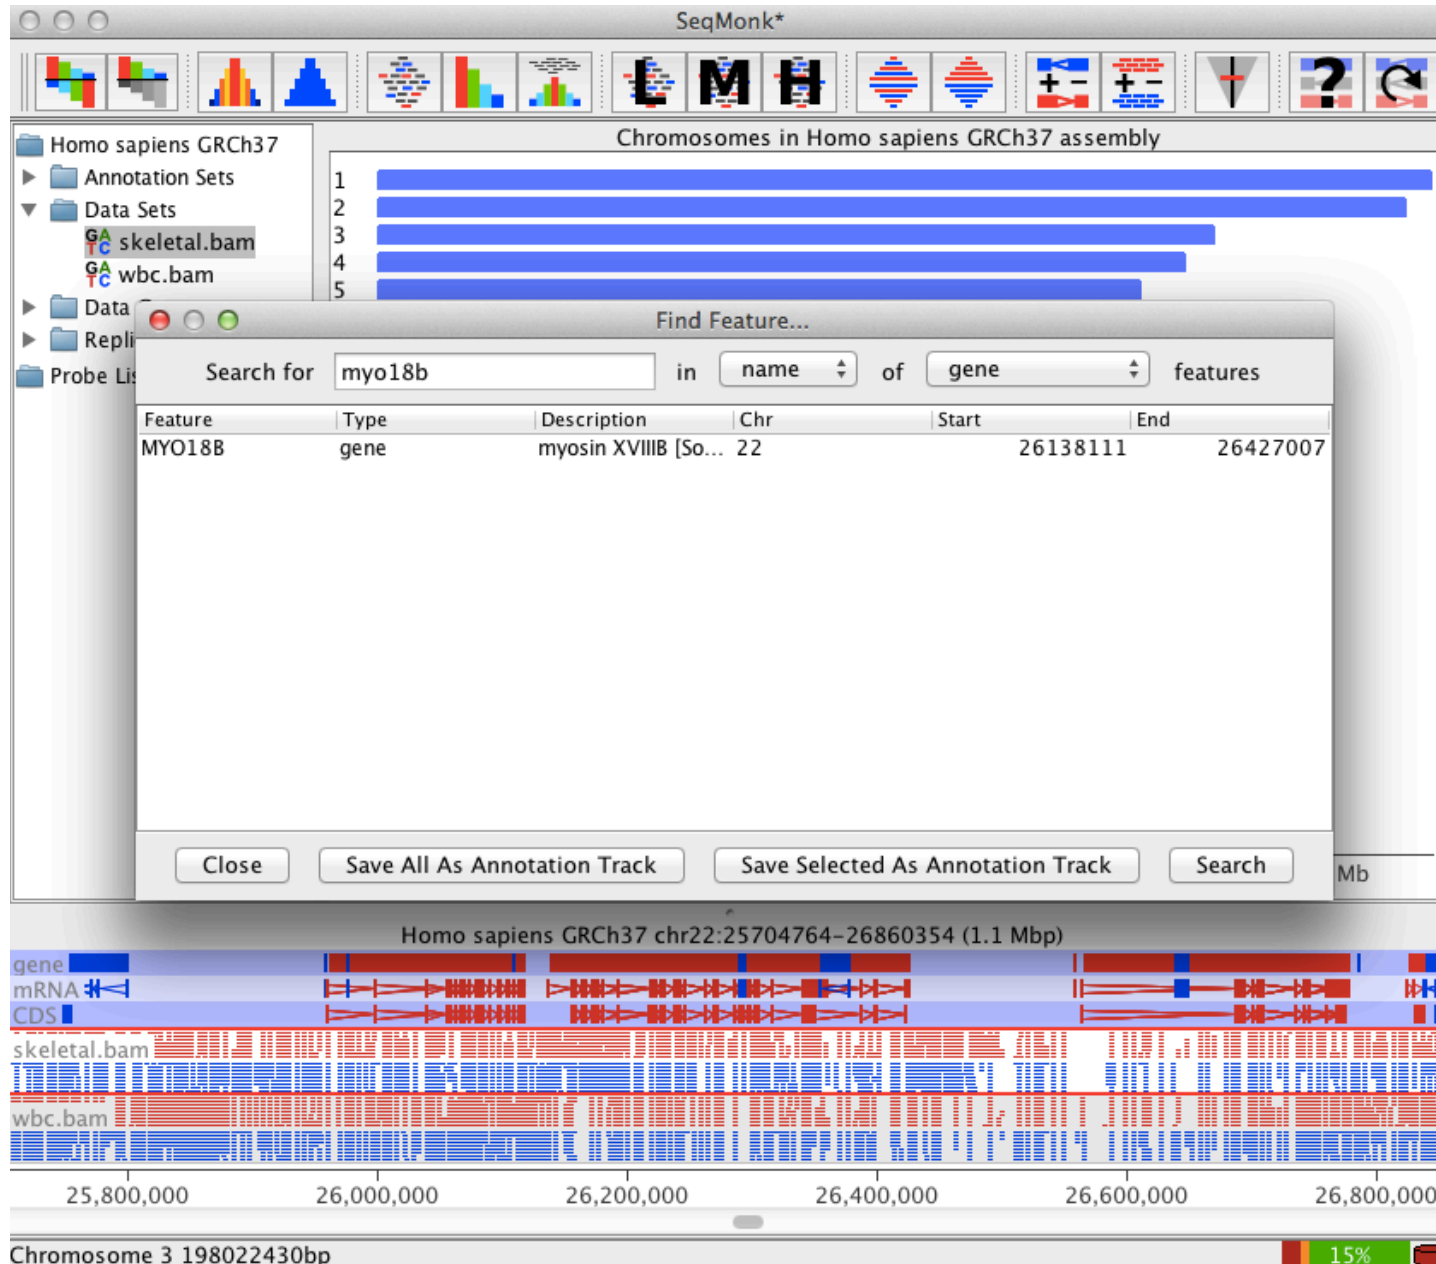 SeqMonk*
L M H + - + - ?
Homo sapiens GRCh37
Annotation Sets
Data Sets
GATC skeletal.bam
GATC wbc.bam
Data
Repli
Probe Lis
Chromosomes in Homo sapiens GRCh37 assembly
1
2
3
4
5
Find Feature...
Search for myo18b in name of gene features
Feature Type Description Chr Start End
MYO18B gene myosin XVIIIB [So... 22 26138111 26427007
Close Save All As Annotation Track Save Selected As Annotation Track Search
Mb
Homo sapiens GRCh37 chr22:25704764-26860354 (1.1 Mbp)
gene
mRNA
CDS
skeletal.bam
wbc.bam
25,800,000 26,000,000 26,200,000 26,400,000 26,600,000 26,800,000
Chromosome 3 198022430bp 15%